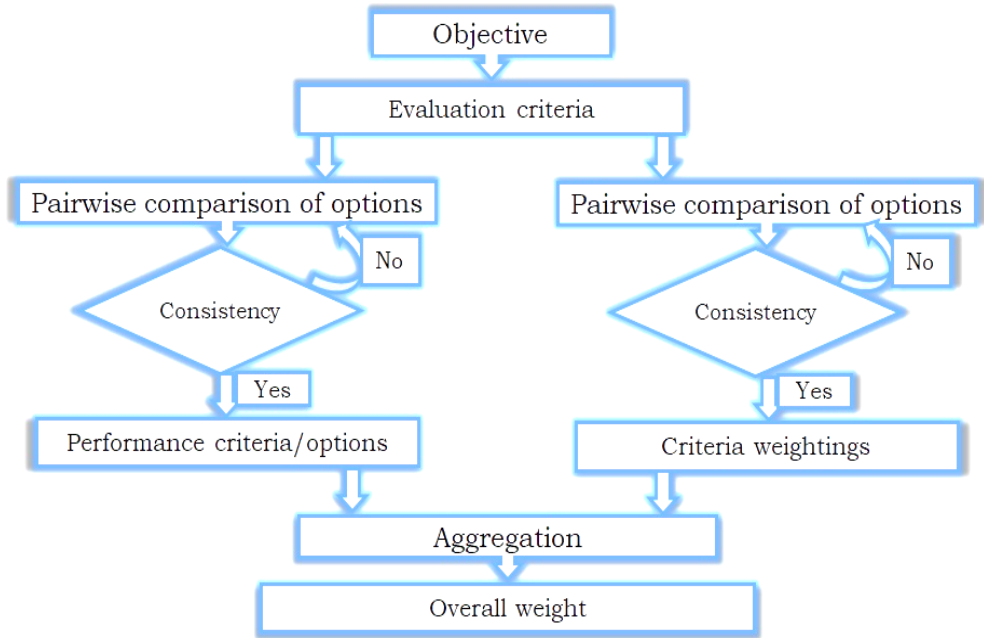 Objective
Evaluation criteria
Pairwise comparison of options
Pairwise comparison of options
No
No
Consistency
Consistency
Yes
Yes
Performance criteria/options
Criteria weightings
Aggregation
Overall weight